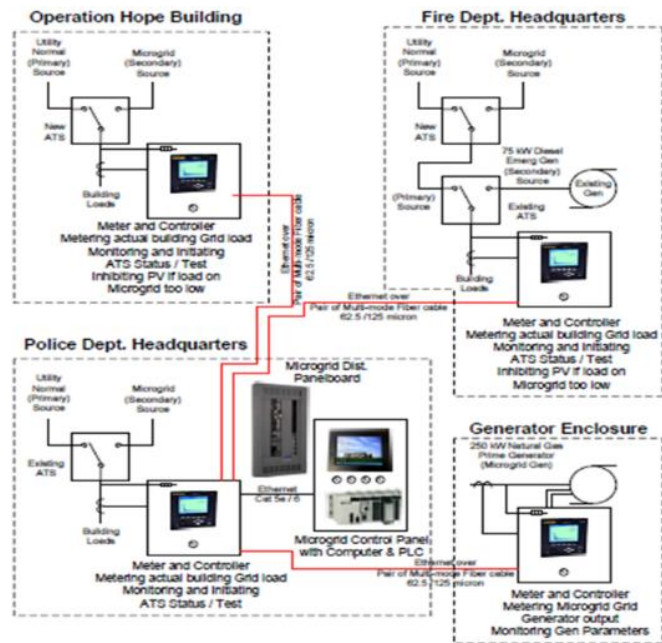 Operation Hope Building
Utility
Normal
(Primary)
Source
Microgrid
(Secondary)
Source
New
ATS
Building
Loads
Meter and Controller
Metering actual building Grid load
Monitoring and Initiating
ATS Status / Test
Inhibiting PV if load on
Microgrid too low
Ethernet over
Pair of Multi-mode Fiber cable
62.5 /125 micron
Fire Dept. Headquarters
Utility
Normal
(Primary)
Source
Microgrid
(Secondary)
Source
New
ATS
75 kW Diesel
Emerg Gen
(Secondary)
Source
(Primary)
Source
Existing
Gen
Existing
ATS
Building
Loads
Ethernet over
Pair of Multi-mode Fiber cable
62.5 /125 micron
Meter and Controller
Metering actual building Grid load
Monitoring and Initiating
ATS Status / Test
Inhibiting PV if load on
Microgrid too low
Police Dept. Headquarters
Utility
Normal
(Primary)
Source
Microgrid
(Secondary)
Source
Existing
ATS
Building
Loads
Microgrid Dist.
Panelboard
Ethernet
Cat 5e / 6
Microgrid Control Panel
with Computer & PLC
Meter and Controller
Metering actual building Grid load
Monitoring and Initiating
ATS Status / Test
Ethernet over
Pair of Multi-mode Fiber cable
62.5 /125 micron
Generator Enclosure
250 kW Natural Gas
Prime Generator
(Microgrid Gen)
Meter and Controller
Metering Microgrid Grid
Generator output
Monitoring Gen Parameters